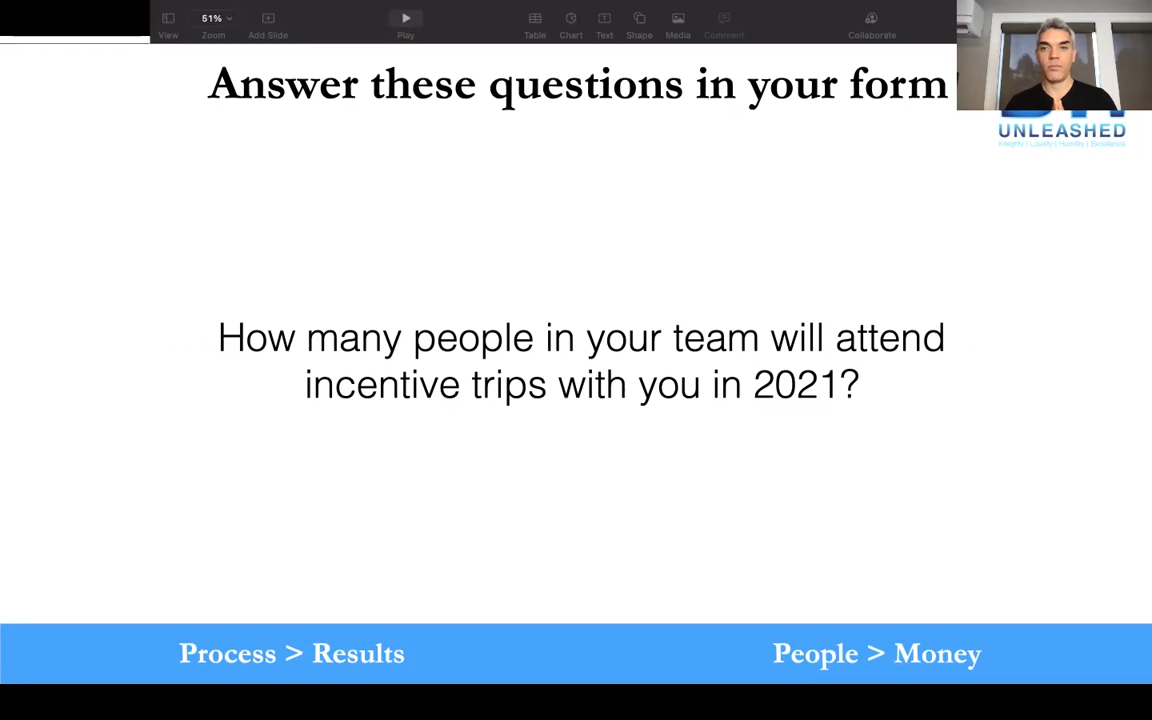 51%
View
Zoom
Add Slide
Play
Table
Chart
Text
Shape
Media
Comment
Collaborate
Answer these questions in your form
UNLEASHED
Integrity | Loyalty | Humility | Excellence
How many people in your team will attend
incentive trips with you in 2021?
Process > Results
People > Money